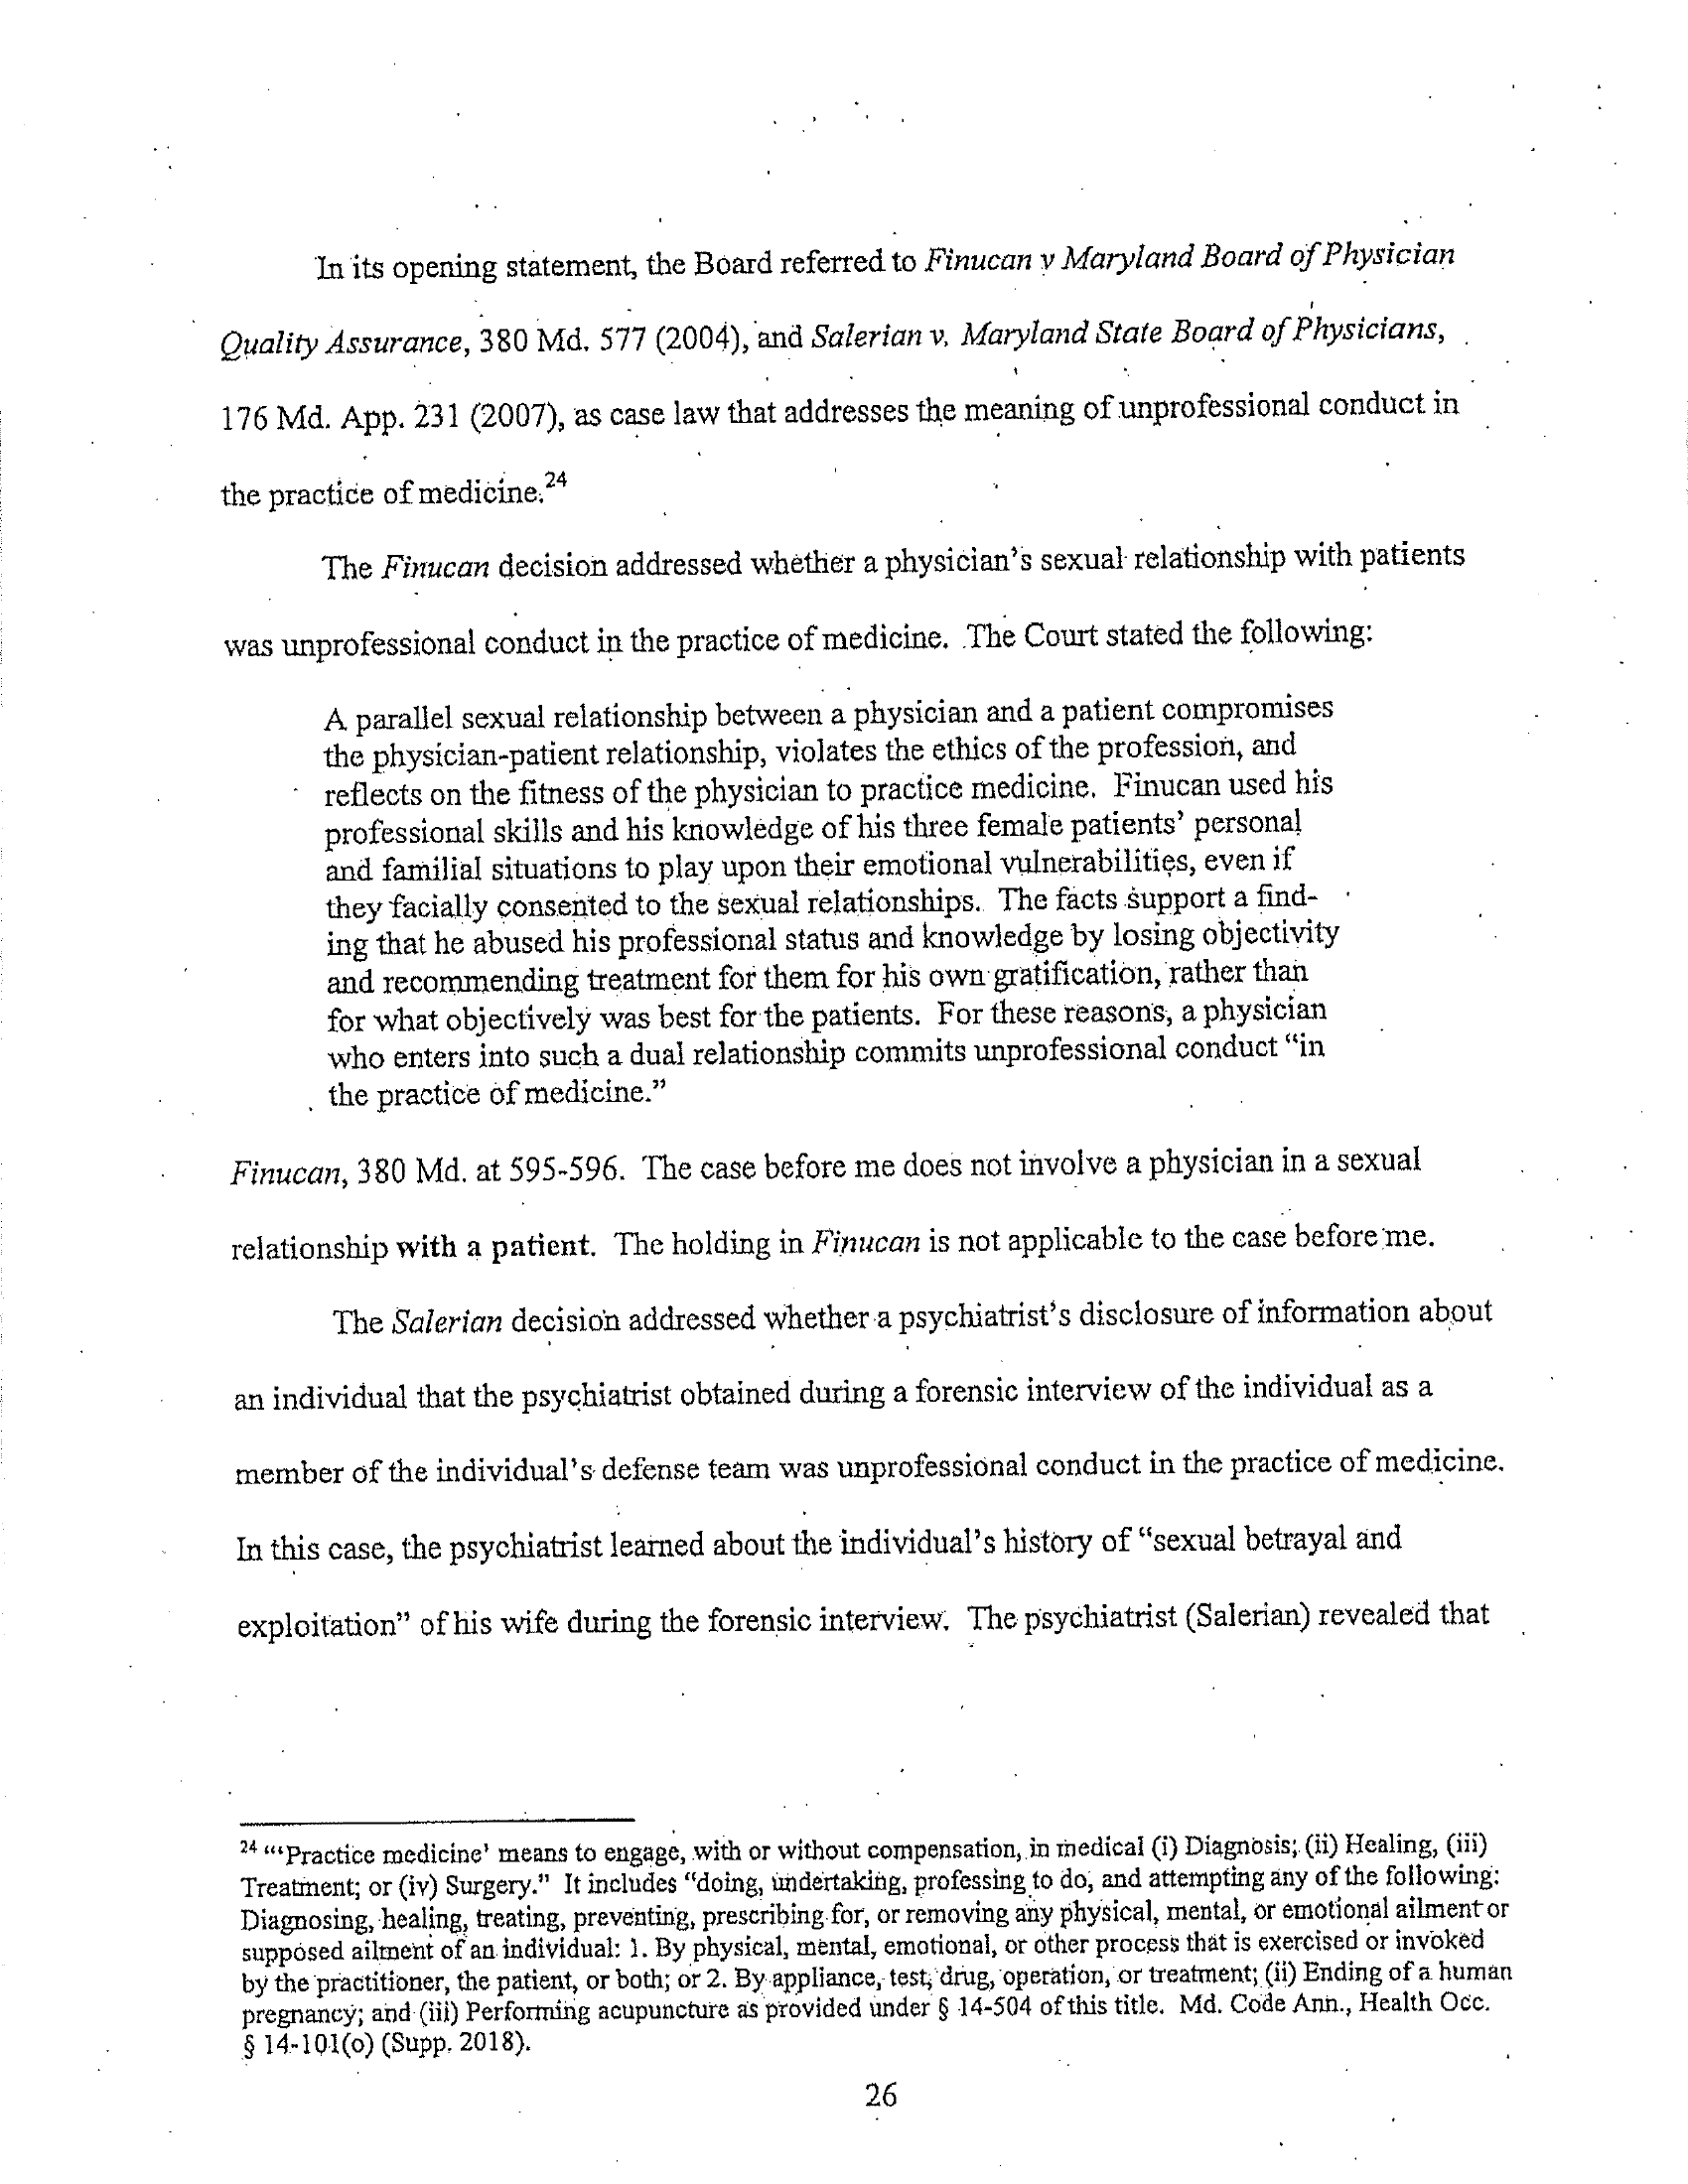 In its opening statement, the Board referred to Finucan v Maryland Board of Physician
Quality Assurance, 380 Md. 577 (2004), and Salerian v. Maryland State Board of Physicians,
176 Md. App. 231 (2007), as case law that addresses the meaning of unprofessional conduct in
the practice of medicine.24
The Finucan decision addressed whether a physician's sexual relationship with patients
was unprofessional conduct in the practice of medicine. The Court stated the following:
A parallel sexual relationship between a physician and a patient compromises
the physician-patient relationship, violates the ethics of the profession, and
reflects on the fitness of the physician to practice medicine. Finucan used his
professional skills and his knowledge of his three female patients' personal
and familial situations to play upon their emotional vulnerabilities, even if
they facially consented to the sexual relationships. The facts support a find-
ing that he abused his professional status and knowledge by losing objectivity
and recommending treatment for them for his own gratification, rather than
for what objectively was best for the patients. For these reasons, a physician
who enters into such a dual relationship commits unprofessional conduct “in
the practice of medicine.”
Finucan, 380 Md. at 595-596. The case before me does not involve a physician in a sexual
relationship with a patient. The holding in Finucan is not applicable to the case before me.
The Salerian decision addressed whether a psychiatrist's disclosure of information about
an individual that the psychiatrist obtained during a forensic interview of the individual as a
member of the individual's defense team was unprofessional conduct in the practice of medicine.
In this case, the psychiatrist learned about the individual's history of “sexual betrayal and
exploitation” of his wife during the forensic interview. The psychiatrist (Salerian) revealed that
24 “‘Practice medicine’ means to engage, with or without compensation, in medical (i) Diagnosis; (ii) Healing, (iii)
Treatment; or (iv) Surgery.” It includes “doing, undertaking, professing to do, and attempting any of the following:
Diagnosing, healing, treating, preventing, prescribing for, or removing any physical, mental, or emotional ailment or
supposed ailment of an individual: 1. By physical, mental, emotional, or other process that is exercised or invoked
by the practitioner, the patient, or both; or 2. By appliance, test, drug, operation, or treatment; (ii) Ending of a human
pregnancy; and (iii) Performing acupuncture as provided under § 14-504 of this title. Md. Code Ann., Health Occ.
§ 14-101(o) (Supp. 2018).
26